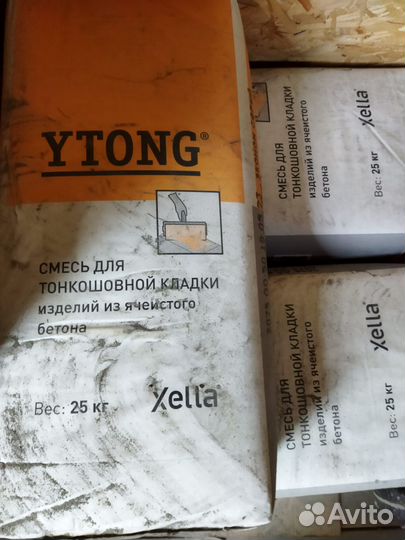 YTONG®
СМЕСЬ ДЛЯ
ТОНКОШОВНОЙ КЛАДКИ
изделий из ячеистого
бетона
Вес: 25 кг
Xella
СМЕСЬ ДЛЯ
ТОНКОШОВНОЙ КЛАДКИ
изделий из ячеистого
бетона
Вес: 25 кг
Xella
СМЕСЬ ДЛЯ
ТОНКОШОВНОЙ КЛАДКИ
изделий из ячеистого
бетона
Вес: 25 кг
Xella
Avito